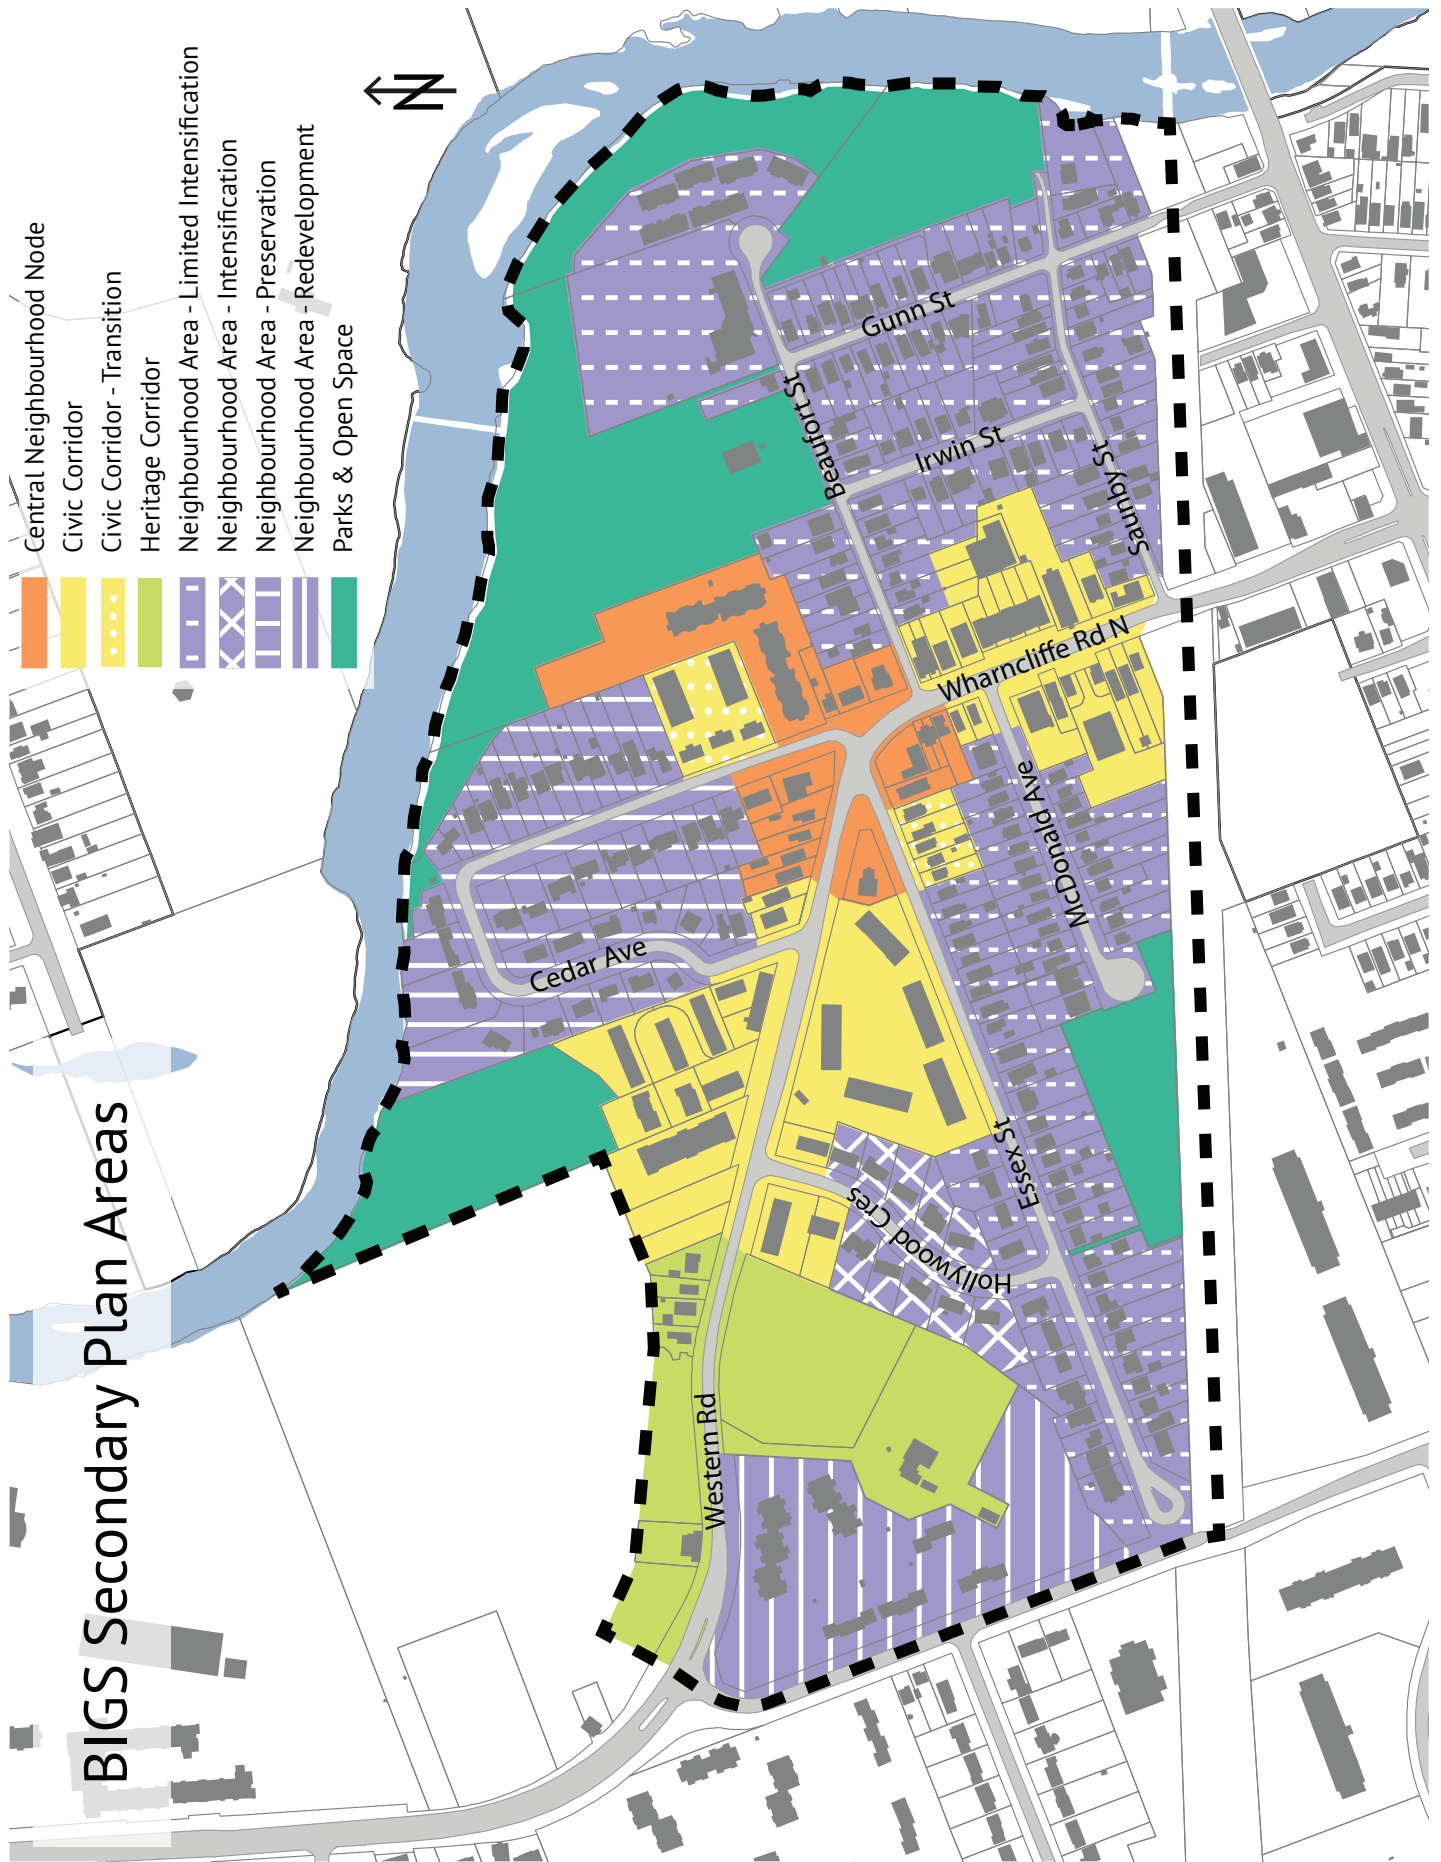 BIGS Secondary Plan Areas
Central Neighbourhood Node
Civic Corridor
Civic Corridor - Transition
Heritage Corridor
Neighbourhood Area - Limited Intensification
Neighbourhood Area - Intensification
Neighbourhood Area - Preservation
Neighbourhood Area - Redevelopment
Parks & Open Space
N
Western Rd
Cedar Ave
Hollywood Cres
Essex St
McDonald Ave
Wharncliffe Rd N
Saunby St
Irwin St
Beaufort St
Gunn St